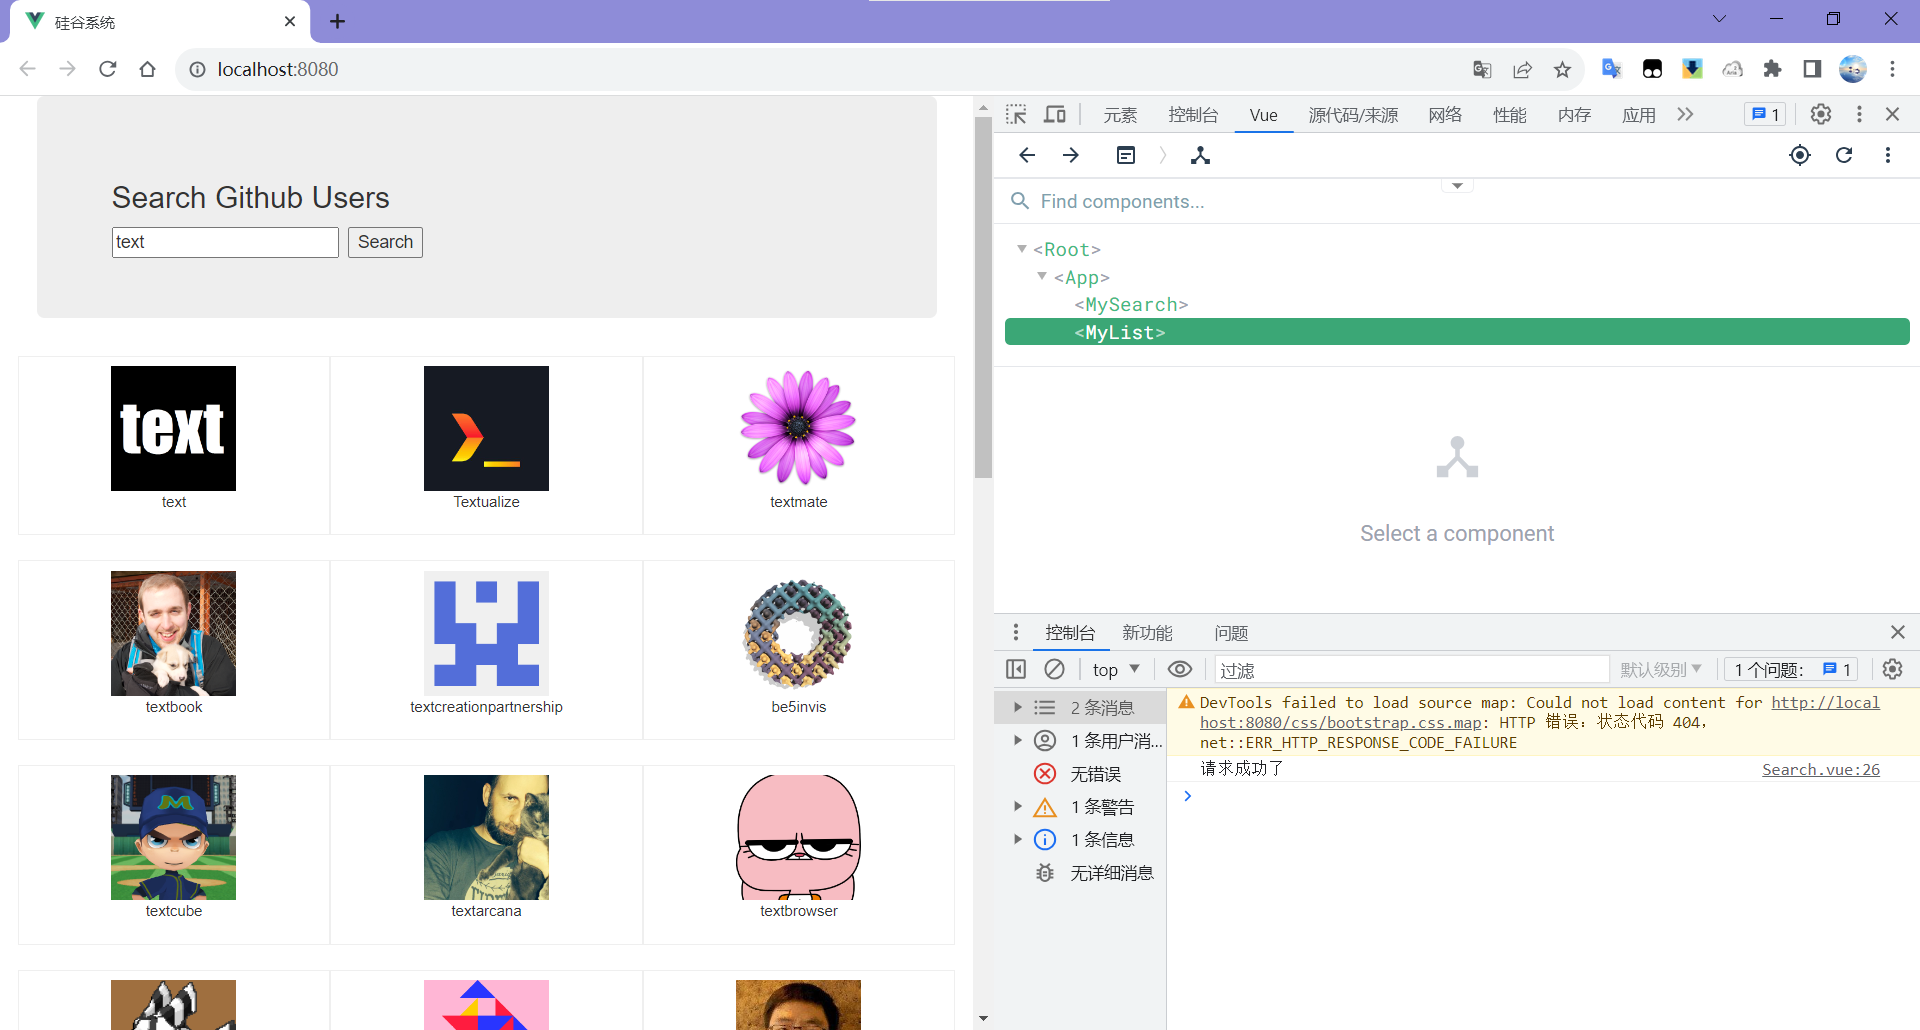 硅谷系统
localhost:8080
Search Github Users
text
Search
text
text
Textualize
textmate
textbook
textcreationpartnership
be5invis
textcube
textarcana
textbrowser
元素 控制台 Vue 源代码/来源 网络 性能 内存 应用 1
Find components...
<Root>
<App>
<MySearch>
<MyList>
Select a component
控制台 新功能 问题
top 过滤 默认级别 1 个问题： 1
2 条消息
1 条用户消...
无错误
1 条警告
1 条信息
无详细消息
DevTools failed to load source map: Could not load content for http://local
host:8080/css/bootstrap.css.map: HTTP 错误：状态代码 404，
net::ERR_HTTP_RESPONSE_CODE_FAILURE
请求成功了 Search.vue:26